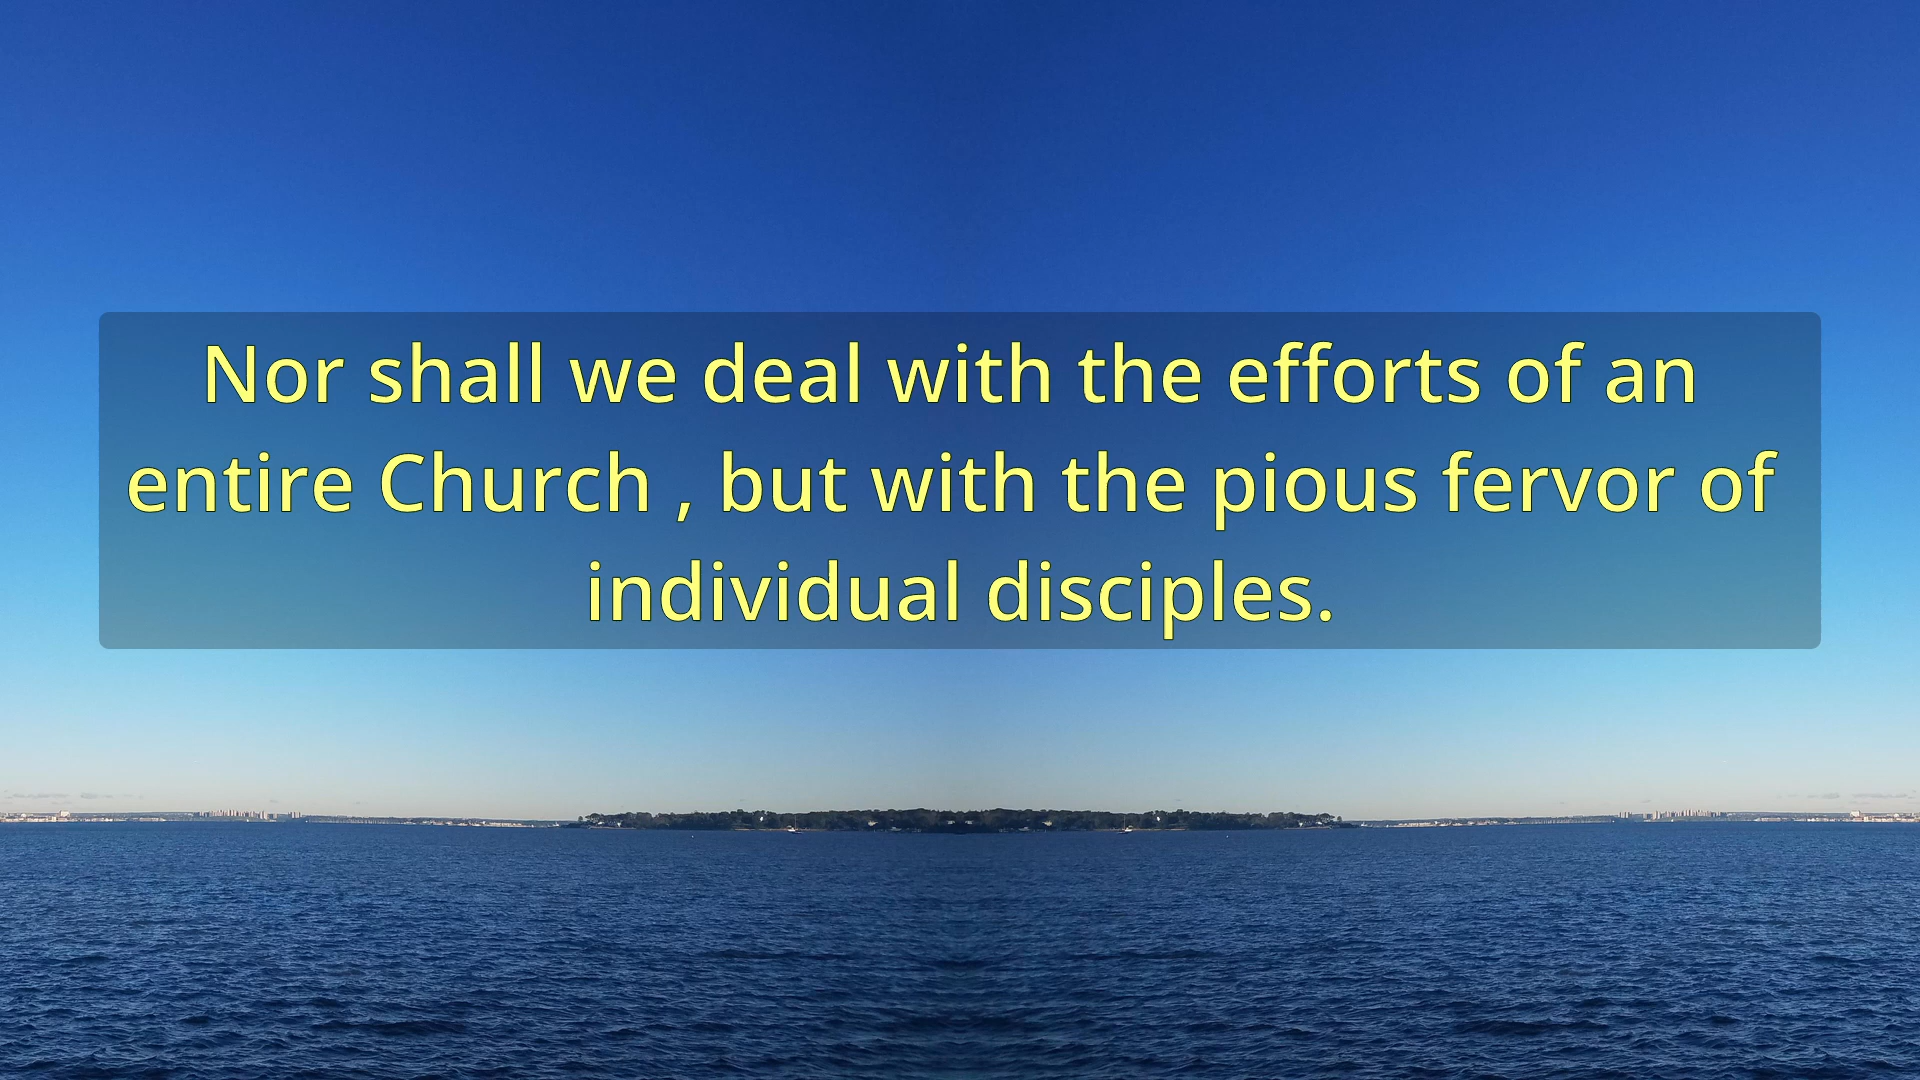 Nor shall we deal with the efforts of an
entire Church , but with the pious fervor of
individual disciples.